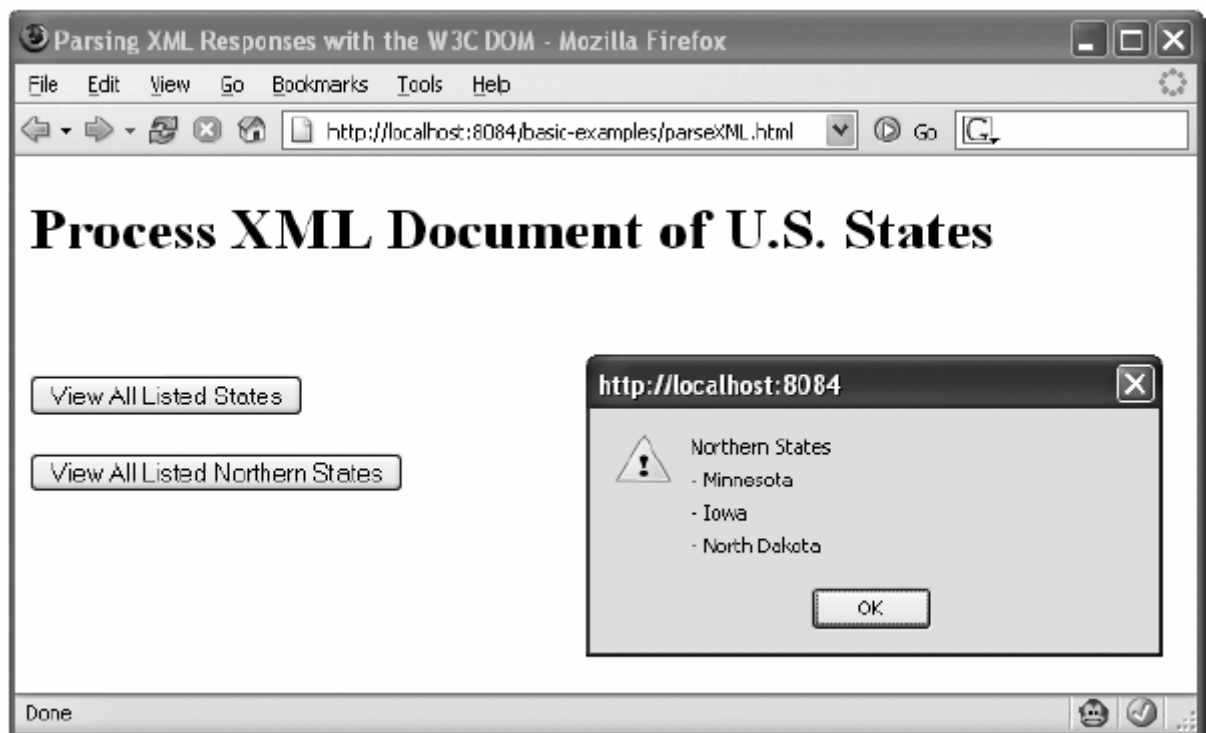 Parsing XML Responses with the W3C DOM - Mozilla Firefox
File Edit View Go Bookmarks Tools Help
http://localhost:8084/basic-examples/parseXML.html Go G
Process XML Document of U.S. States
View All Listed States
View All Listed Northern States
http://localhost:8084
Northern States
- Minnesota
- Iowa
- North Dakota
OK
Done